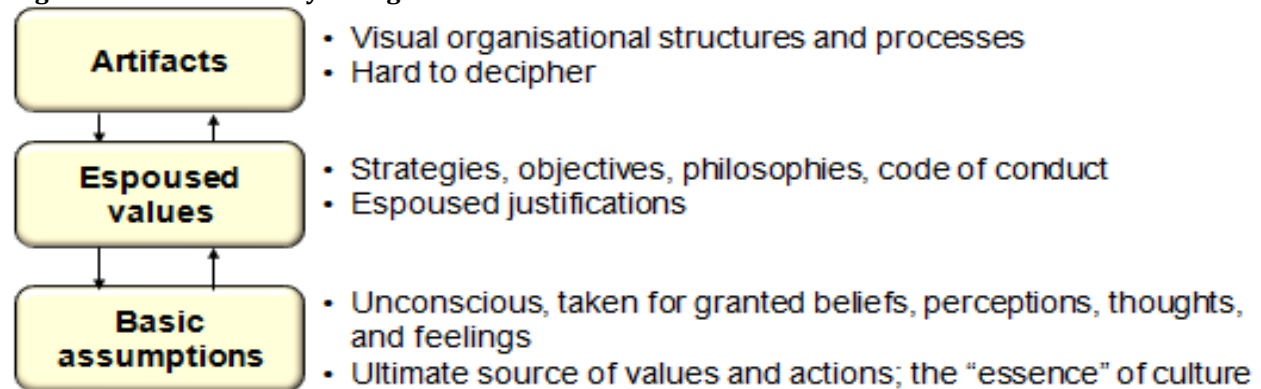 Artifacts
• Visual organisational structures and processes
• Hard to decipher
Espoused
values
• Strategies, objectives, philosophies, code of conduct
• Espoused justifications
Basic
assumptions
• Unconscious, taken for granted beliefs, perceptions, thoughts,
and feelings
• Ultimate source of values and actions; the “essence” of culture